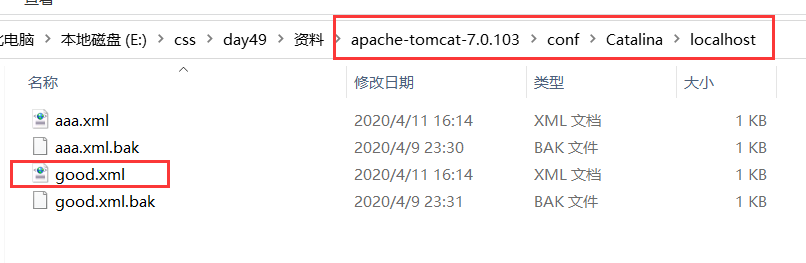 此电脑 > 本地磁盘 (E:) > css > day49 > 资料 > apache-tomcat-7.0.103 > conf > Catalina > localhost
名称 修改日期 类型 大小
aaa.xml 2020/4/11 16:14 XML 文档 1 KB
aaa.xml.bak 2020/4/9 23:30 BAK 文件 1 KB
good.xml 2020/4/11 16:14 XML 文档 1 KB
good.xml.bak 2020/4/9 23:31 BAK 文件 1 KB